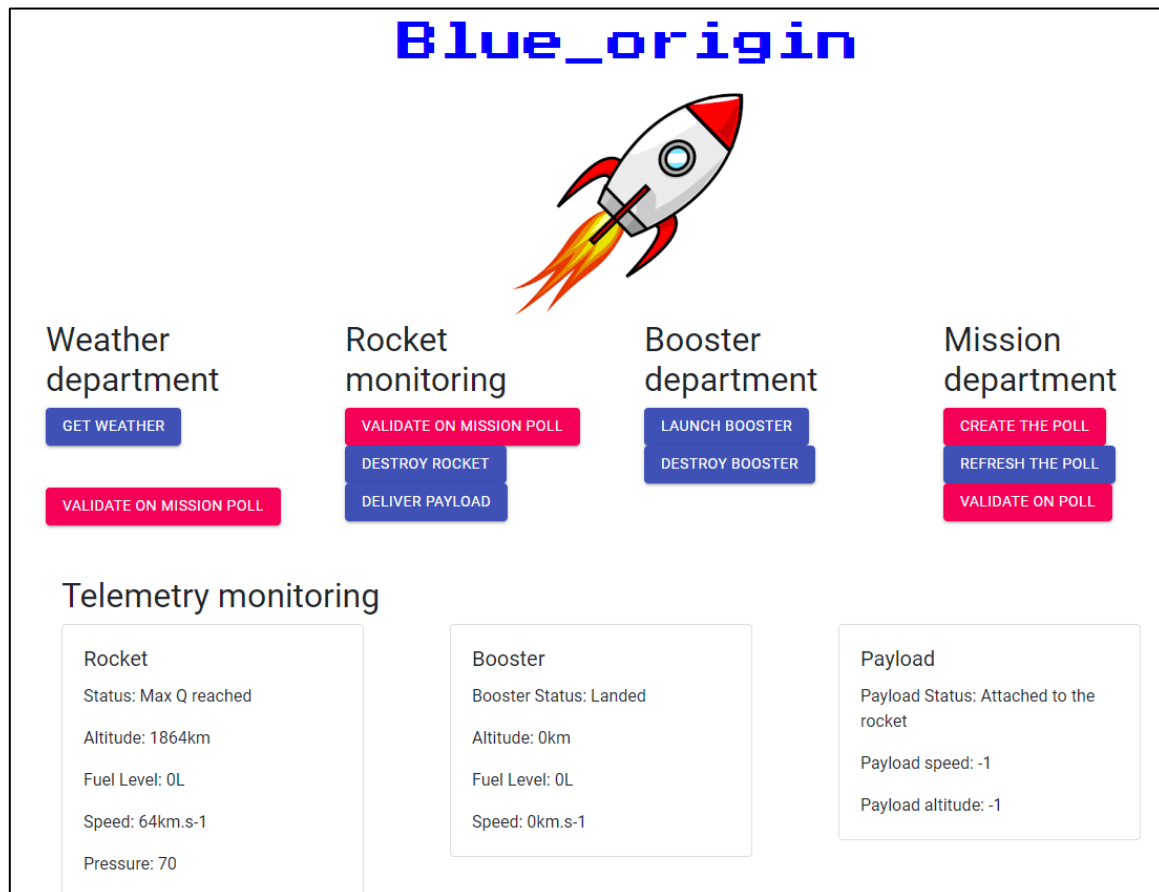 Blue_origin
Weather
department
GET WEATHER
VALIDATE ON MISSION POLL
Rocket
monitoring
VALIDATE ON MISSION POLL
DESTROY ROCKET
DELIVER PAYLOAD
Booster
department
LAUNCH BOOSTER
DESTROY BOOSTER
Mission
department
CREATE THE POLL
REFRESH THE POLL
VALIDATE ON POLL
Telemetry monitoring
Rocket
Status: Max Q reached
Altitude: 1864km
Fuel Level: 0L
Speed: 64km.s-1
Pressure: 70
Booster
Booster Status: Landed
Altitude: 0km
Fuel Level: 0L
Speed: 0km.s-1
Payload
Payload Status: Attached to the
rocket
Payload speed: -1
Payload altitude: -1